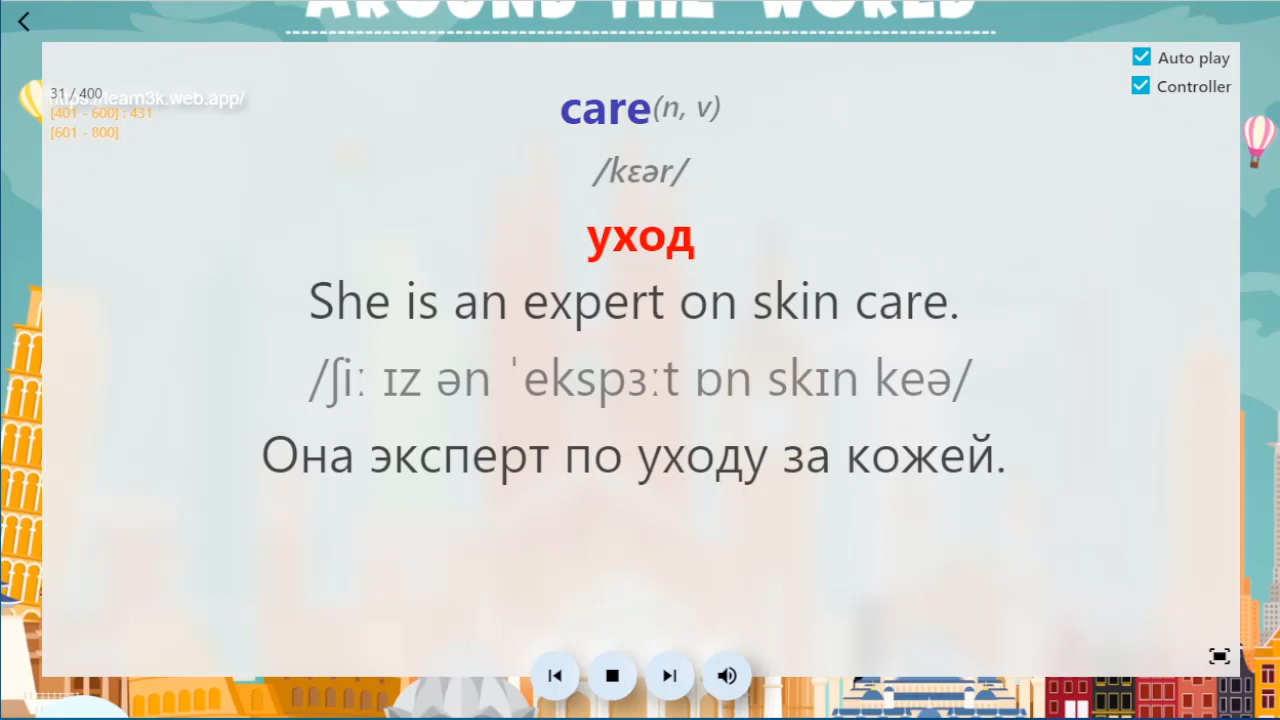 AROUND THE WORLD
Auto play
Controller
31 / 400
https://learn3k.web.app/
[401 - 600] : 431
[601 - 800]
care(n, v)
/kɛər/
уход
She is an expert on skin care.
/ʃiː ɪz ən ˈekspɜːt ɒn skɪn keə/
Она эксперт по уходу за кожей.